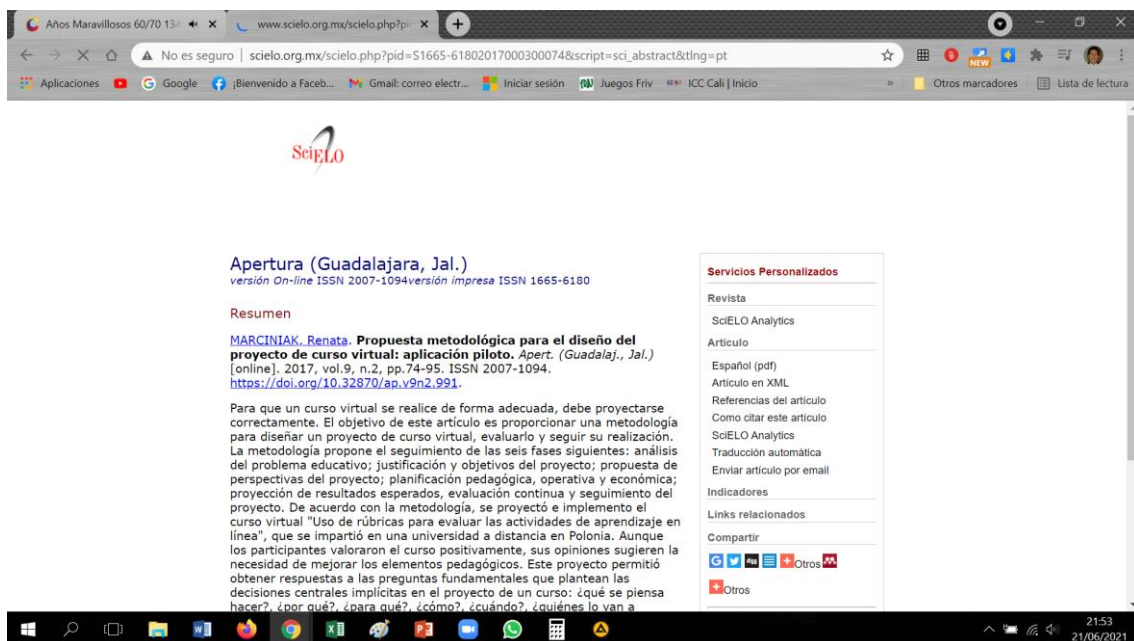 Años Maravillosos 60/70 134
www.scielo.org.mx/scielo.php?pi
No es seguro | scielo.org.mx/scielo.php?pid=S1665-61802017000300074&script=sci_abstract&tlng=pt
NEW
Aplicaciones Google ¡Bienvenido a Faceb... Gmail: correo electr... Iniciar sesión Juegos Friv ICC Cali | Inicio » Otros marcadores Lista de lectura
SciELO
Apertura (Guadalajara, Jal.)
versión On-line ISSN 2007-1094versión impresa ISSN 1665-6180
Resumen
MARCINIAK, Renata. Propuesta metodológica para el diseño del
proyecto de curso virtual: aplicación piloto. Apert. (Guadalaj., Jal.)
[online]. 2017, vol.9, n.2, pp.74-95. ISSN 2007-1094.
https://doi.org/10.32870/ap.v9n2.991.
Para que un curso virtual se realice de forma adecuada, debe proyectarse
correctamente. El objetivo de este artículo es proporcionar una metodología
para diseñar un proyecto de curso virtual, evaluarlo y seguir su realización.
La metodología propone el seguimiento de las seis fases siguientes: análisis
del problema educativo; justificación y objetivos del proyecto; propuesta de
perspectivas del proyecto; planificación pedagógica, operativa y económica;
proyección de resultados esperados, evaluación continua y seguimiento del
proyecto. De acuerdo con la metodología, se proyectó e implemento el
curso virtual "Uso de rúbricas para evaluar las actividades de aprendizaje en
línea", que se impartió en una universidad a distancia en Polonia. Aunque
los participantes valoraron el curso positivamente, sus opiniones sugieren la
necesidad de mejorar los elementos pedagógicos. Este proyecto permitió
obtener respuestas a las preguntas fundamentales que plantean las
decisiones centrales implícitas en el proyecto de un curso: ¿qué se piensa
hacer?, ¿por qué?, ¿para qué?, ¿cómo?, ¿cuándo?, ¿quiénes lo van a
Servicios Personalizados
Revista
SciELO Analytics
Articulo
Español (pdf)
Articulo en XML
Referencias del artículo
Como citar este artículo
SciELO Analytics
Traducción automática
Enviar artículo por email
Indicadores
Links relacionados
Compartir
Otros
Otros
21:53
21/06/2021